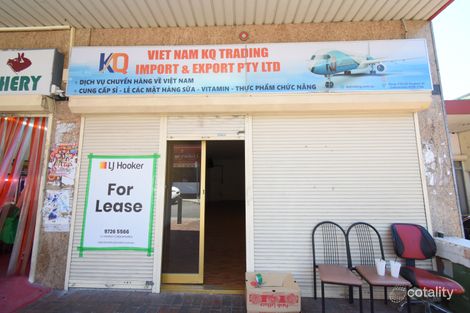 KQ
VIET NAM KQ TRADING
IMPORT & EXPORT PTY LTD
• DỊCH VỤ CHUYỂN HÀNG VỀ VIỆT NAM
• CUNG CẤP SỈ - LẺ CÁC MẶT HÀNG SỮA - VITAMIN - THỰC PHẨM CHỨC NĂNG
CHERY
LJ Hooker
For
Lease
9726 5566
cotality